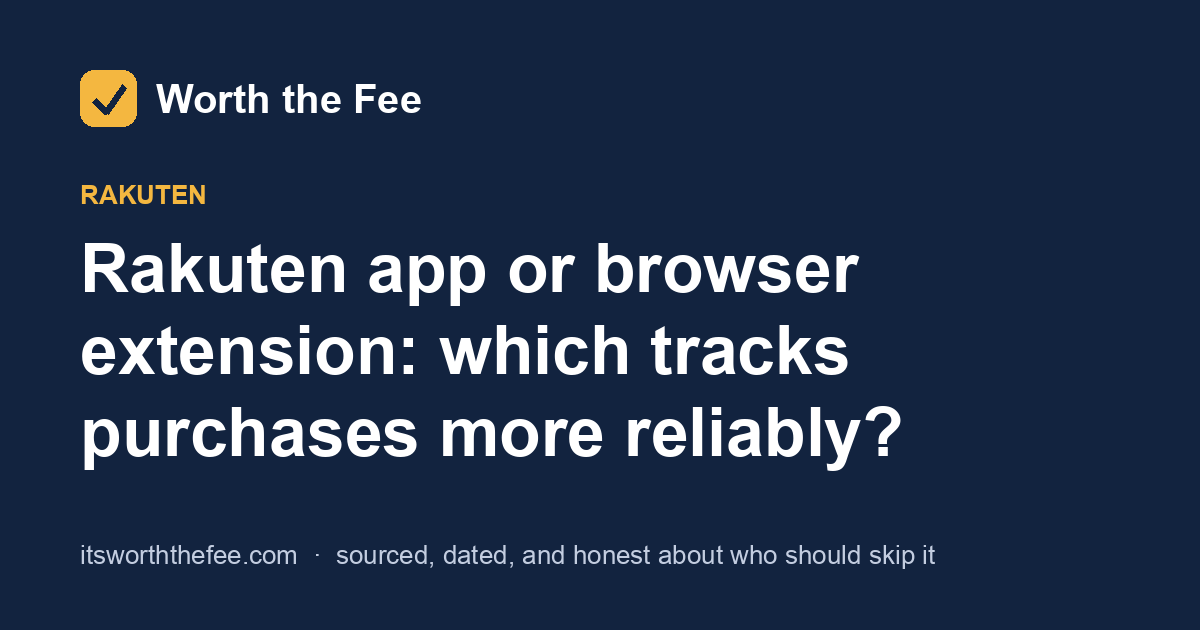 Worth the Fee
RAKUTEN
Rakuten app or browser
extension: which tracks
purchases more reliably?
itsworththefee.com · sourced, dated, and honest about who should skip it